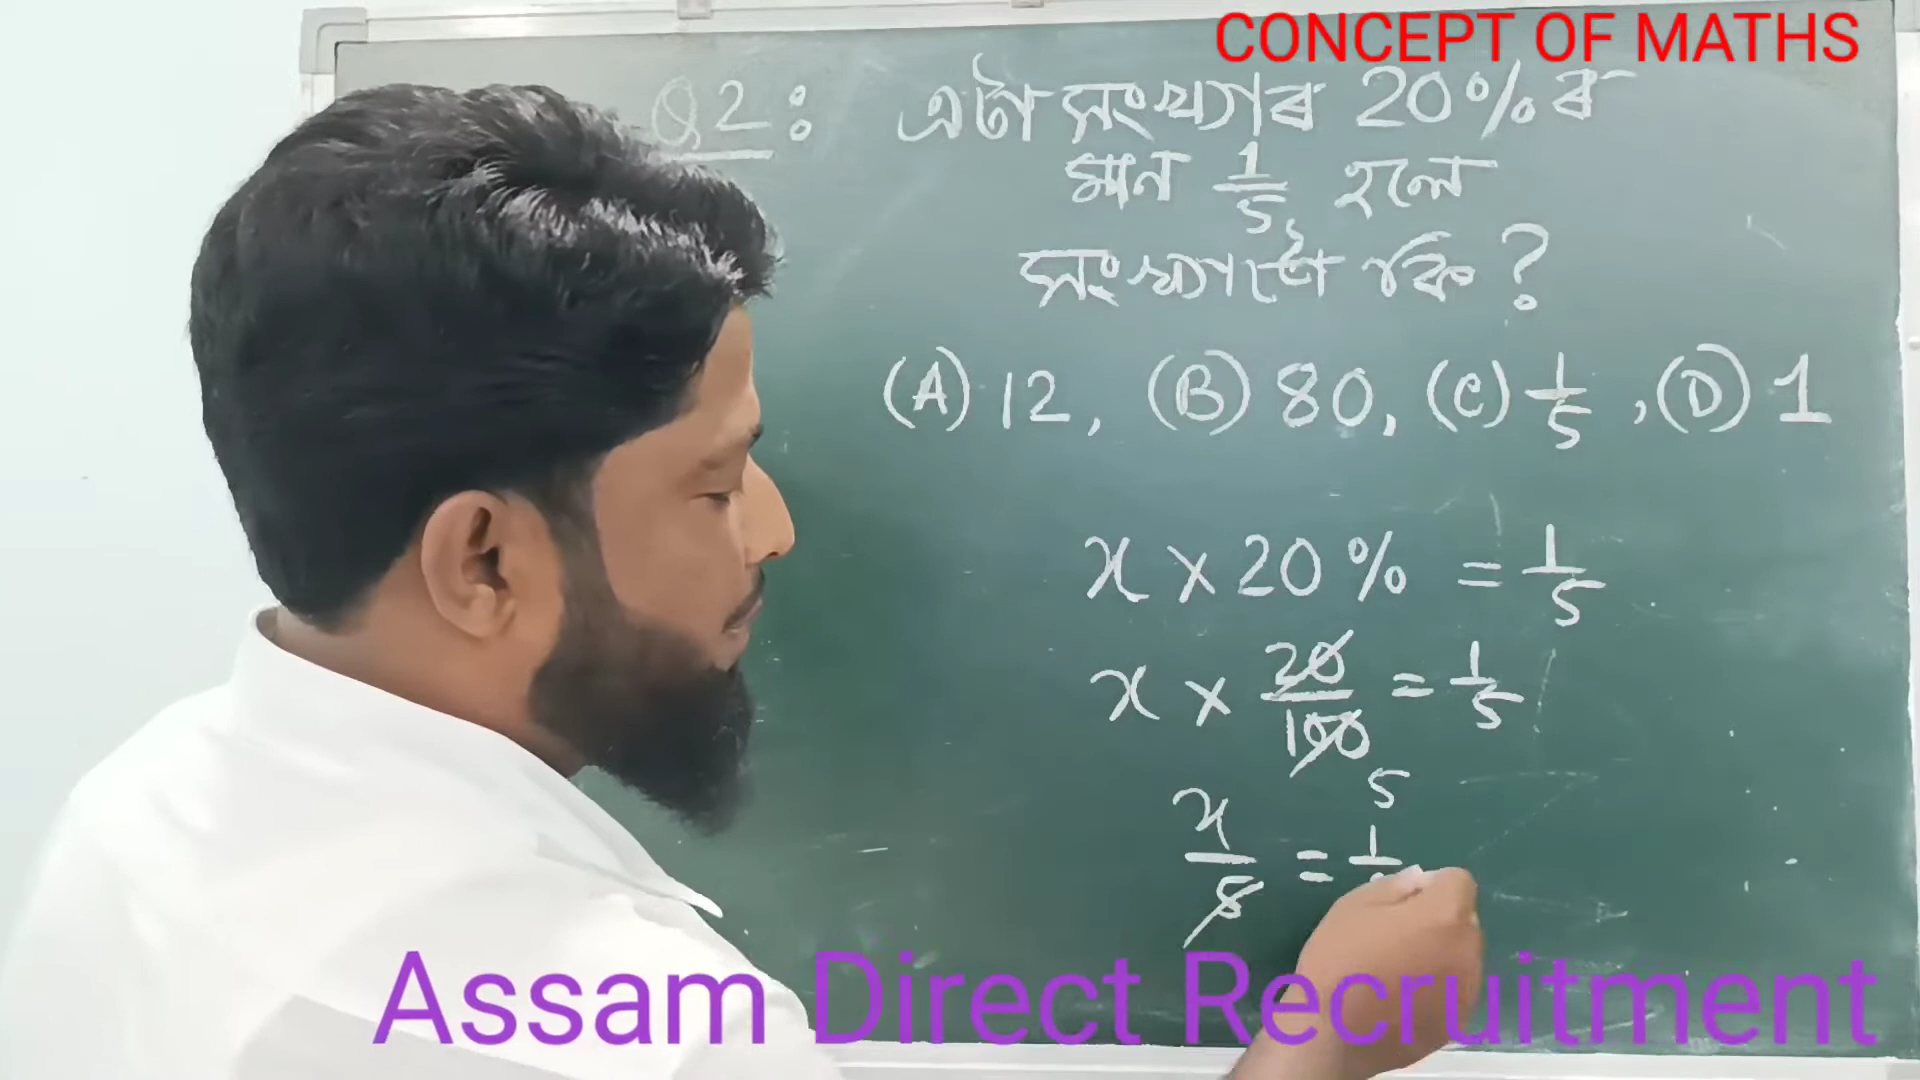 CONCEPT OF MATHS
Q2: এটা সংখ্যাৰ 20%ৰ
মান 1/5 হলে
সংখ্যাটো কি ?
(A) 12, (B) 80, (C) 1/5, (D) 1
x × 20% = 1/5
x × 20/100 = 1/5
5
x/5 = 1/
Assam Direct Recruitment